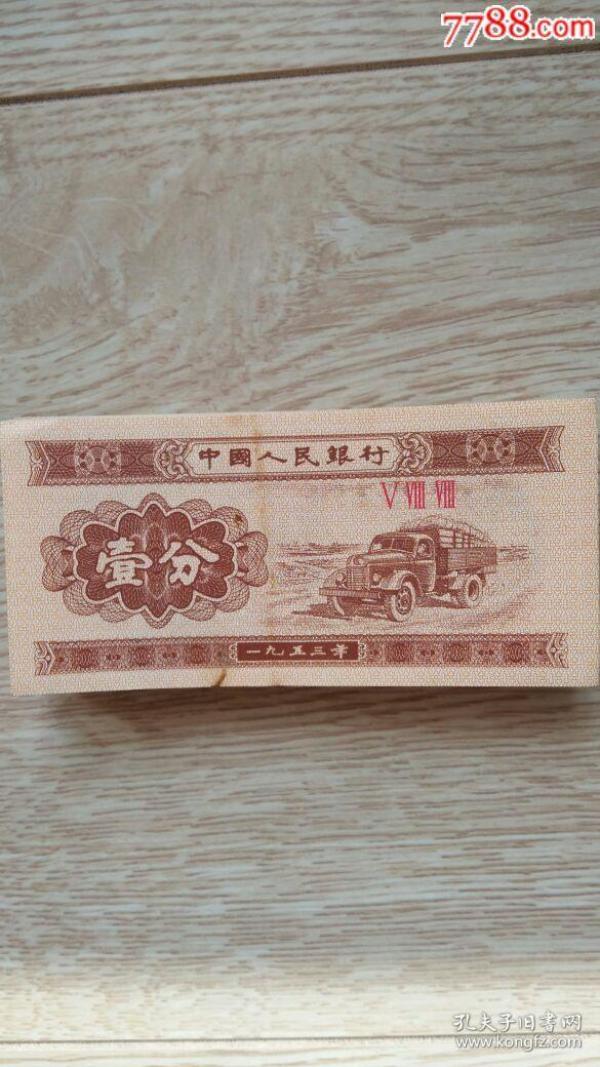 7788.com
中國人民銀行
Ⅴ Ⅷ Ⅷ
壹分
一九五三年
孔夫子旧书网
www.kongfz.com